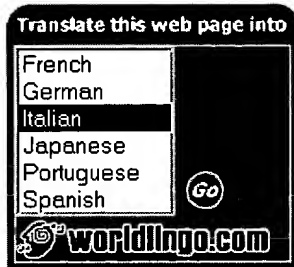 Translate this web page into
French
German
Italian
Japanese
Portuguese
Spanish
Go
worldlingo.com